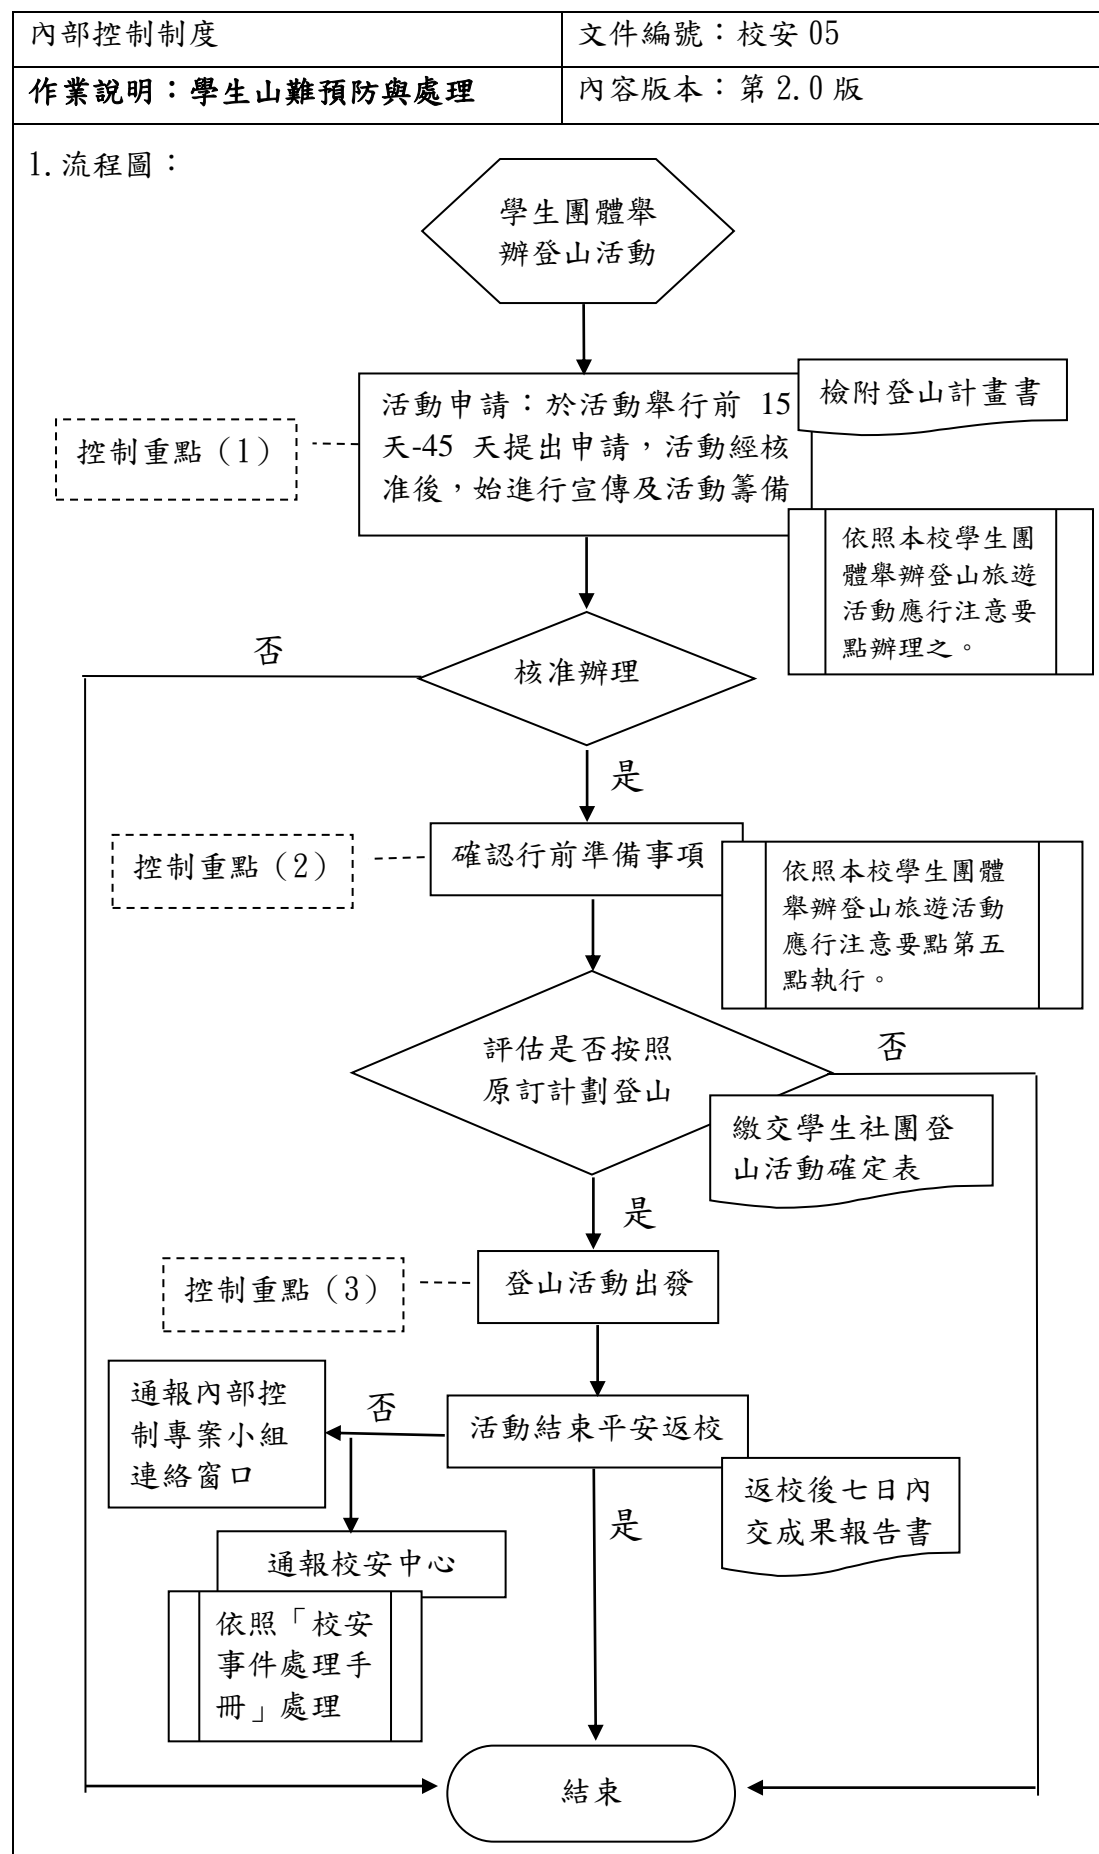 內部控制制度
文件編號：校安 05
作業說明：學生山難預防與處理
內容版本：第 2.0 版
1.流程圖：
學生團體舉
辦登山活動
檢附登山計畫書
活動申請：於活動舉行前 15
天-45 天提出申請，活動經核
准後，始進行宣傳及活動籌備
控制重點（1）
依照本校學生團
體舉辦登山旅遊
活動應行注意要
點辦理之。
否
核准辦理
是
控制重點（2）
確認行前準備事項
依照本校學生團體
舉辦登山旅遊活動
應行注意要點第五
點執行。
評估是否按照
原訂計劃登山
否
繳交學生社團登
山活動確定表
是
控制重點（3）
登山活動出發
通報內部控
制專案小組
連絡窗口
否
活動結束平安返校
返校後七日內
交成果報告書
是
通報校安中心
依照「校安
事件處理手
冊」處理
結束